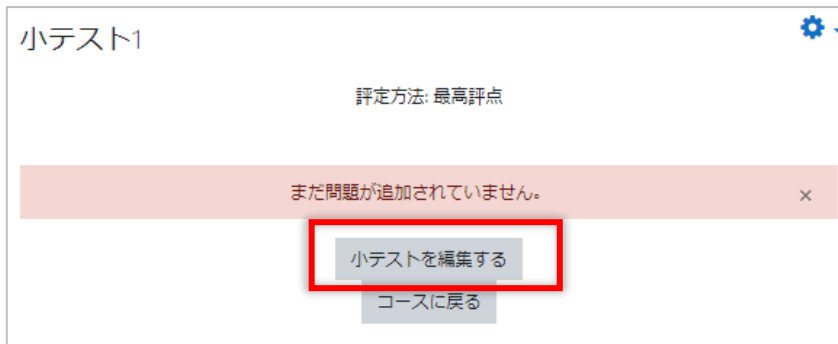 小テスト1
評定方法: 最高評点
まだ問題が追加されていません。 ×
小テストを編集する
コースに戻る